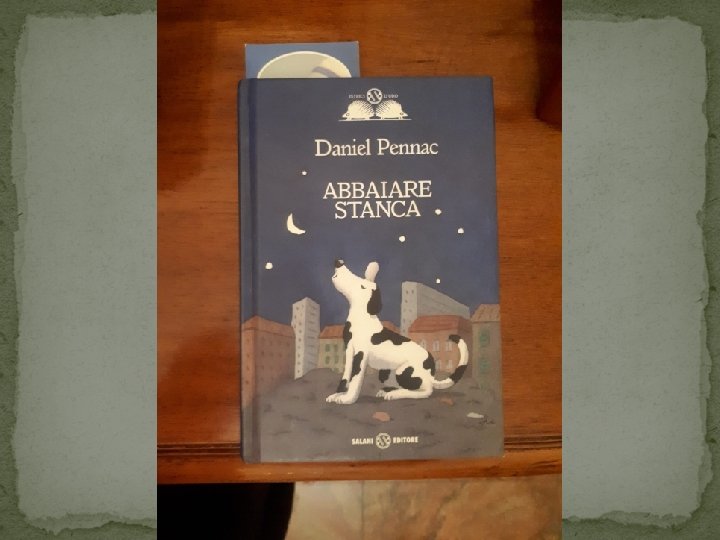 Daniel Pennac
ABBAIARE
STANCA
SALANI EDITORE